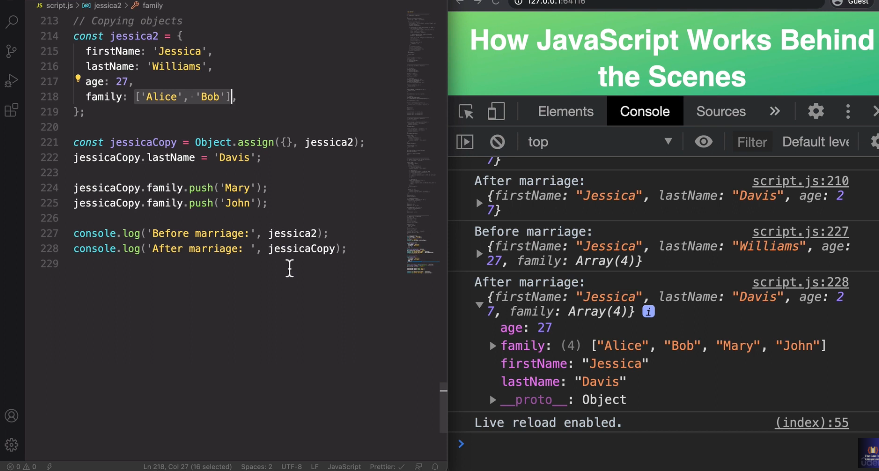 script.js > jessica2 > family
213 // Copying objects
214 const jessica2 = {
215 firstName: 'Jessica',
216 lastName: 'Williams',
217 age: 27,
218 family: ['Alice', 'Bob'],
219 };
220
221 const jessicaCopy = Object.assign({}, jessica2);
222 jessicaCopy.lastName = 'Davis';
223
224 jessicaCopy.family.push('Mary');
225 jessicaCopy.family.push('John');
226
227 console.log('Before marriage:', jessica2);
228 console.log('After marriage: ', jessicaCopy);
229
0 0 Ln 218, Col 27 (16 selected) Spaces: 2 UTF-8 LF JavaScript Prettier: ✓
127.0.0.1:64116 Guest
How JavaScript Works Behind
the Scenes
Elements Console Sources »
top Filter Default leve
7}
After marriage: script.js:210
{firstName: "Jessica", lastName: "Davis", age: 2
7}
Before marriage: script.js:227
{firstName: "Jessica", lastName: "Williams", age:
27, family: Array(4)}
After marriage: script.js:228
{firstName: "Jessica", lastName: "Davis", age: 2
7, family: Array(4)} i
age: 27
family: (4) ["Alice", "Bob", "Mary", "John"]
firstName: "Jessica"
lastName: "Davis"
__proto__: Object
Live reload enabled. (index):55
>